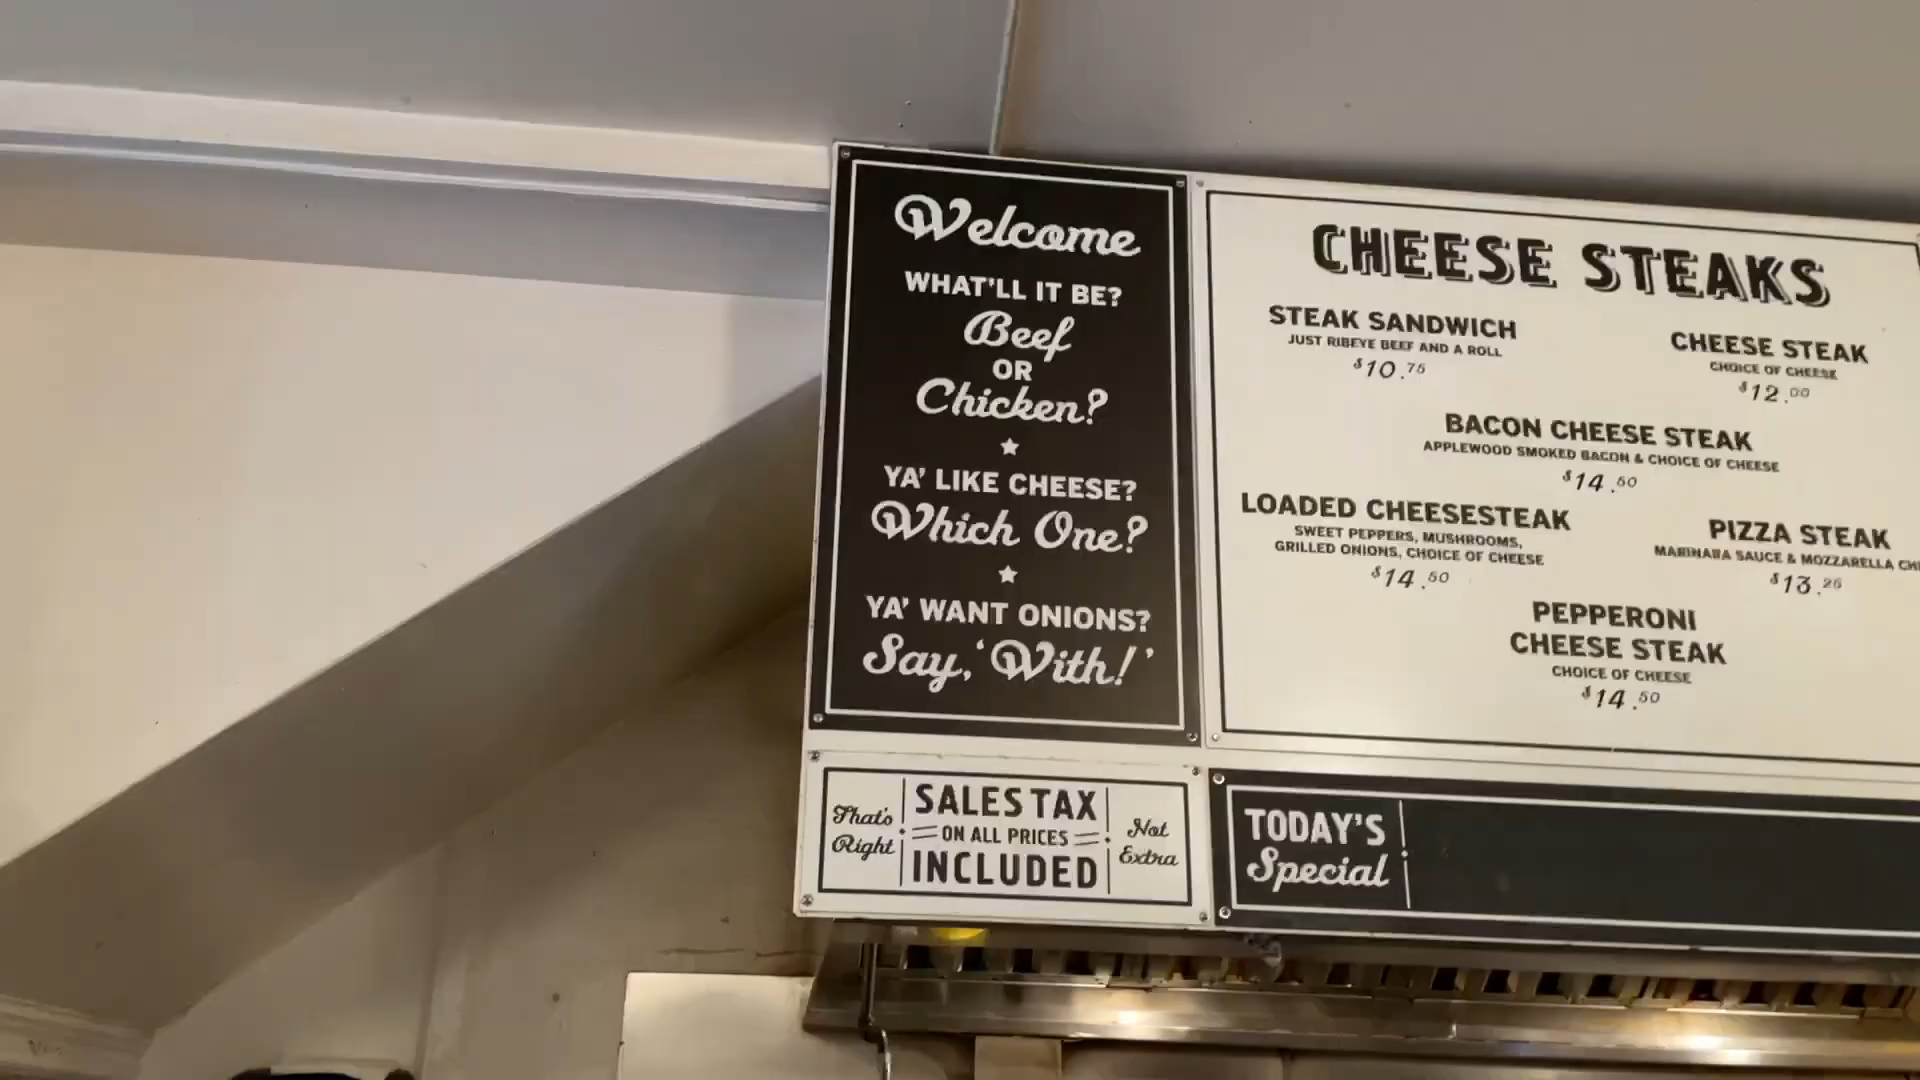 Welcome
WHAT'LL IT BE?
Beef
OR
Chicken?
YA' LIKE CHEESE?
Which One?
YA' WANT ONIONS?
Say, 'With!'
That's
Right
SALES TAX
ON ALL PRICES
INCLUDED
Not
Extra
CHEESE STEAKS
STEAK SANDWICH
JUST RIBEYE BEEF AND A ROLL
$10.75
CHEESE STEAK
CHOICE OF CHEESE
$12.00
BACON CHEESE STEAK
APPLEWOOD SMOKED BACON & CHOICE OF CHEESE
$14.50
LOADED CHEESESTEAK
SWEET PEPPERS, MUSHROOMS,
GRILLED ONIONS, CHOICE OF CHEESE
$14.50
PIZZA STEAK
MARINARA SAUCE & MOZZARELLA
$13.25
PEPPERONI
CHEESE STEAK
CHOICE OF CHEESE
$14.50
TODAY'S
Special